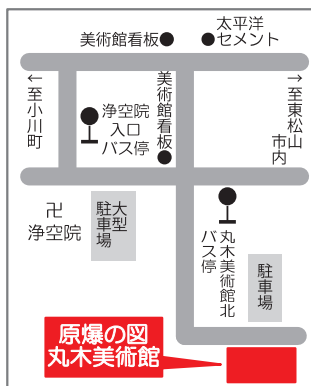 美術館看板
太平洋
セメント
←至小川町
浄空院
入口
バス停
美術館看板
→至東松山
市内
卍
浄空院
大型
駐車場
丸木美術館北
バス停
駐車場
原爆の図
丸木美術館